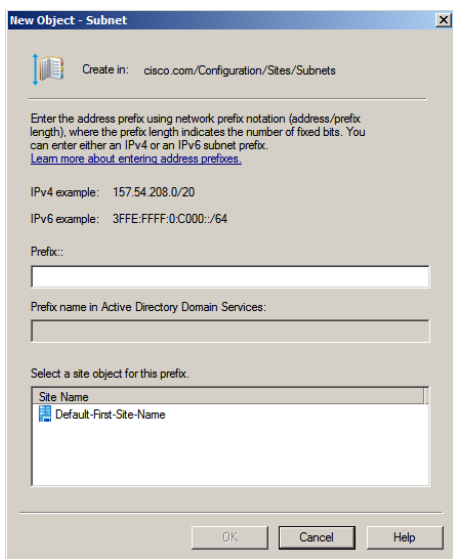 New Object - Subnet
Create in: cisco.com/Configuration/Sites/Subnets
Enter the address prefix using network prefix notation (address/prefix
length), where the prefix length indicates the number of fixed bits. You
can enter either an IPv4 or an IPv6 subnet prefix.
Learn more about entering address prefixes.
IPv4 example: 157.54.208.0/20
IPv6 example: 3FFE:FFFF:0:C000::/64
Prefix::
Prefix name in Active Directory Domain Services:
Select a site object for this prefix.
Site Name
Default-First-Site-Name
OK Cancel Help